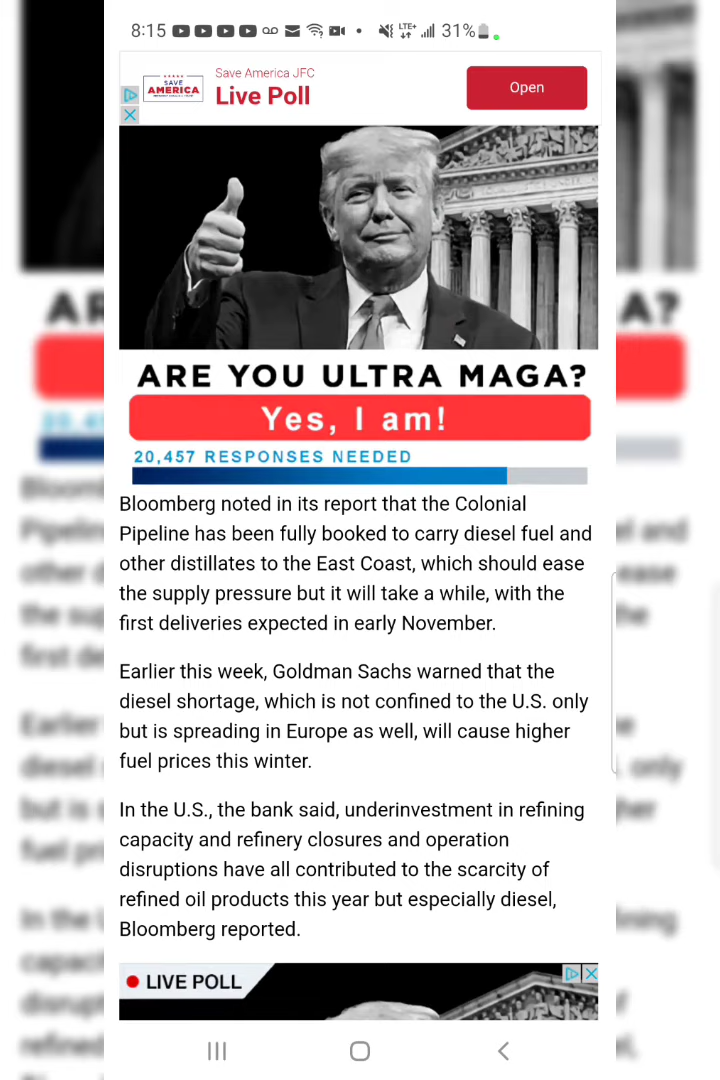 8:15
LTE+
31%
Save America JFC
SAVE
AMERICA
Live Poll
Open
ARE YOU ULTRA MAGA?
Yes, I am!
20,457 RESPONSES NEEDED
Bloomberg noted in its report that the Colonial
Pipeline has been fully booked to carry diesel fuel and
other distillates to the East Coast, which should ease
the supply pressure but it will take a while, with the
first deliveries expected in early November.
Earlier this week, Goldman Sachs warned that the
diesel shortage, which is not confined to the U.S. only
but is spreading in Europe as well, will cause higher
fuel prices this winter.
In the U.S., the bank said, underinvestment in refining
capacity and refinery closures and operation
disruptions have all contributed to the scarcity of
refined oil products this year but especially diesel,
Bloomberg reported.
LIVE POLL